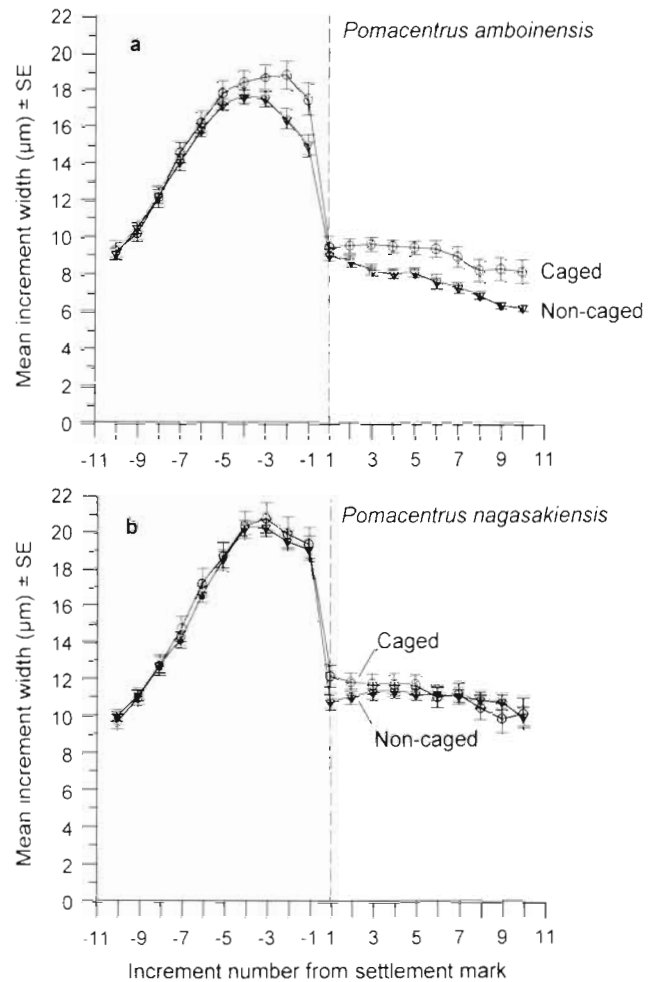 a
Pomacentrus amboinensis
Mean increment width (µm) ± SE
22
20
18
16
14
12
10
8
6
4
2
0
Caged
Non-caged
-11 -9 -7 -5 -3 -1 1 3 5 7 9 11
b
Pomacentrus nagasakiensis
Mean increment width (µm) ± SE
22
20
18
16
14
12
10
8
6
4
2
0
Caged
Non-caged
-11 -9 -7 -5 -3 -1 1 3 5 7 9 11
Increment number from settlement mark